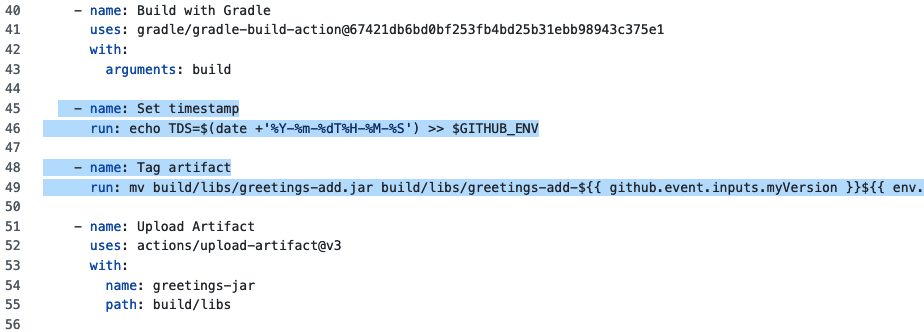 40 - name: Build with Gradle
41 uses: gradle/gradle-build-action@67421db6bd0bf253fb4bd25b31ebb98943c375e1
42 with:
43 arguments: build
44
45 - name: Set timestamp
46 run: echo TDS=$(date +'%Y-%m-%dT%H-%M-%S') >> $GITHUB_ENV
47
48 - name: Tag artifact
49 run: mv build/libs/greetings-add.jar build/libs/greetings-add-${{ github.event.inputs.myVersion }}${{ env.
50
51 - name: Upload Artifact
52 uses: actions/upload-artifact@v3
53 with:
54 name: greetings-jar
55 path: build/libs
56